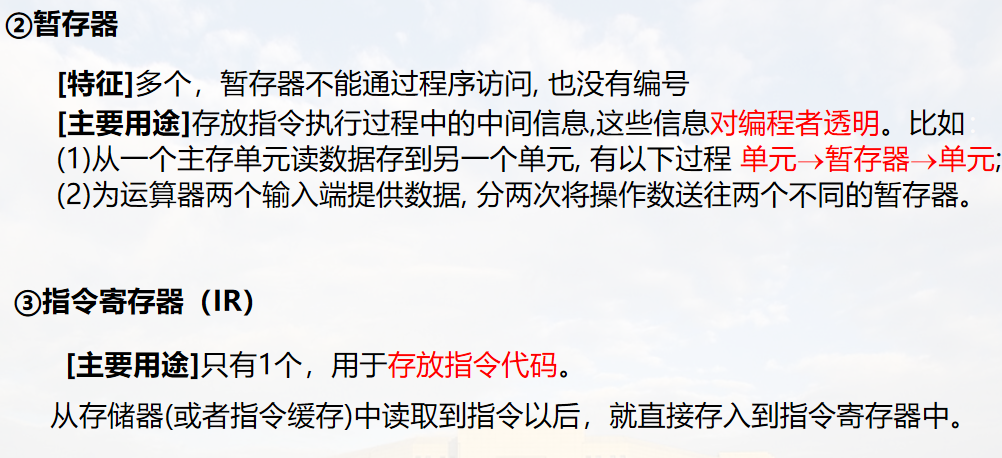 ②暂存器
[特征]多个，暂存器不能通过程序访问, 也没有编号
[主要用途]存放指令执行过程中的中间信息,这些信息对编程者透明。比如
(1)从一个主存单元读数据存到另一个单元, 有以下过程 单元→暂存器→单元;
(2)为运算器两个输入端提供数据, 分两次将操作数送往两个不同的暂存器。
③指令寄存器（IR）
[主要用途]只有1个，用于存放指令代码。
从存储器(或者指令缓存)中读取到指令以后，就直接存入到指令寄存器中。